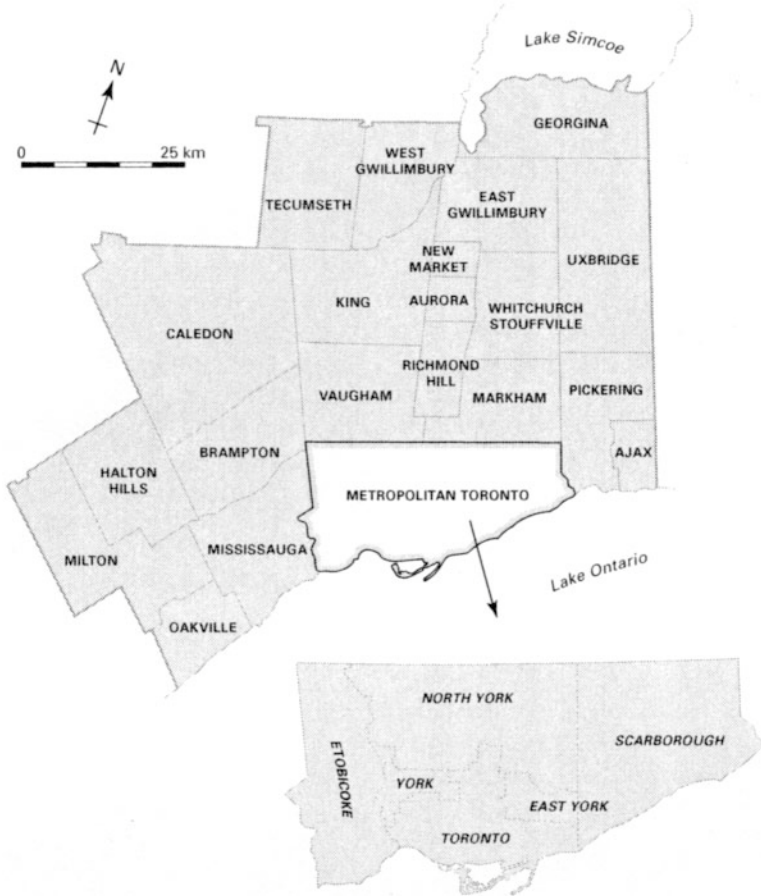 Lake Simcoe
N
0 25 km
GEORGINA
WEST
GWILLIMBURY
TECUMSETH
EAST
GWILLIMBURY
NEW
MARKET
UXBRIDGE
KING
AURORA
WHITCHURCH
STOUFFVILLE
CALEDON
RICHMOND
HILL
VAUGHAM
MARKHAM
PICKERING
BRAMPTON
AJAX
HALTON
HILLS
METROPOLITAN TORONTO
MISSISSAUGA
MILTON
Lake Ontario
OAKVILLE
NORTH YORK
SCARBOROUGH
ETOBICOKE
YORK
EAST YORK
TORONTO